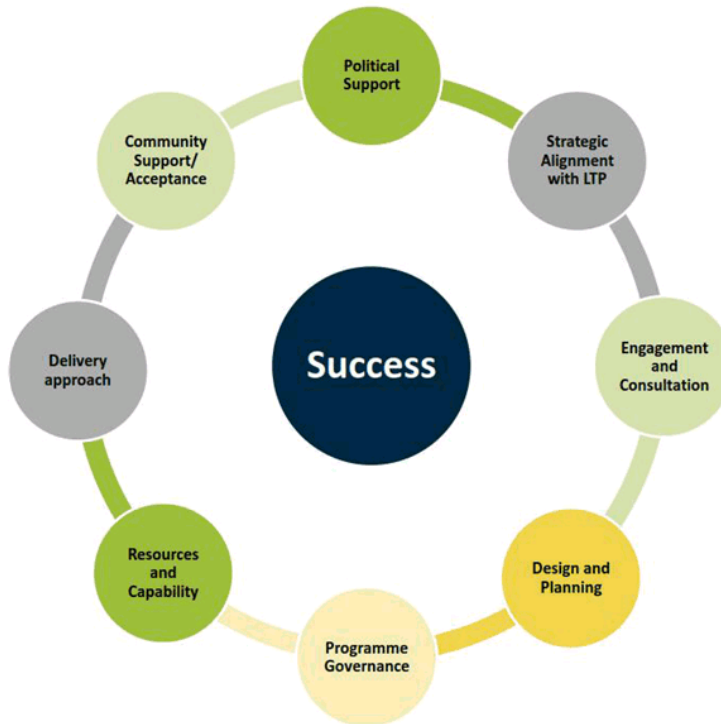 Political
Support
Strategic
Alignment
with LTP
Engagement
and
Consultation
Design and
Planning
Programme
Governance
Resources
and
Capability
Delivery
approach
Community
Support/
Acceptance
Success